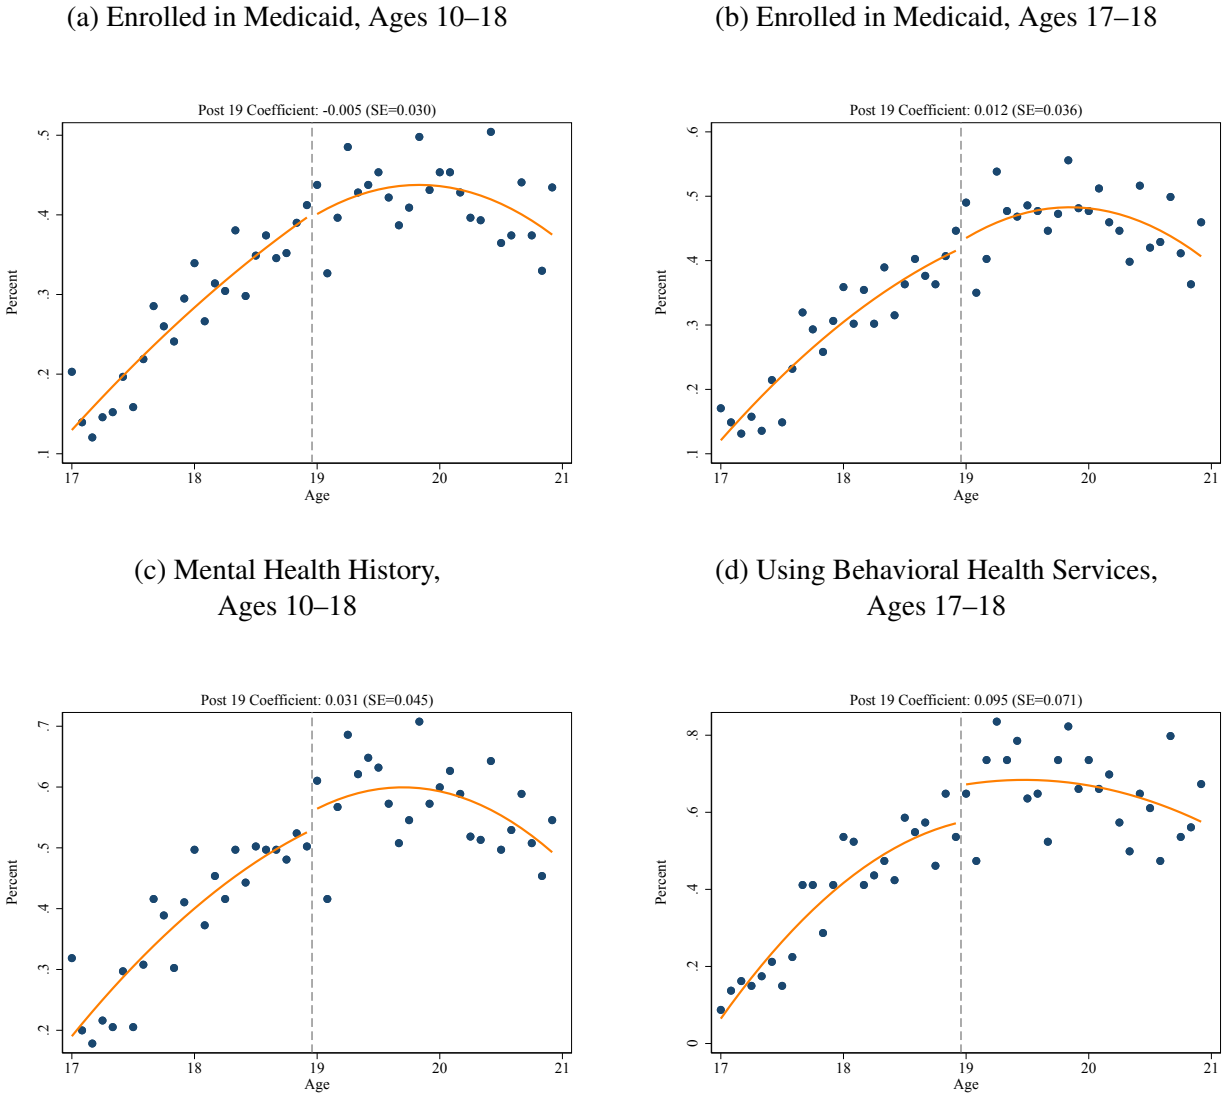 (a) Enrolled in Medicaid, Ages 10–18
Post 19 Coefficient: -0.005 (SE=0.030)
Percent
.5
.4
.3
.2
.1
17 18 19 20 21
Age
(b) Enrolled in Medicaid, Ages 17–18
Post 19 Coefficient: 0.012 (SE=0.036)
Percent
.6
.5
.4
.3
.2
.1
17 18 19 20 21
Age
(c) Mental Health History,
Ages 10–18
Post 19 Coefficient: 0.031 (SE=0.045)
Percent
.7
.6
.5
.4
.3
.2
17 18 19 20 21
Age
(d) Using Behavioral Health Services,
Ages 17–18
Post 19 Coefficient: 0.095 (SE=0.071)
Percent
.8
.6
.4
.2
0
17 18 19 20 21
Age